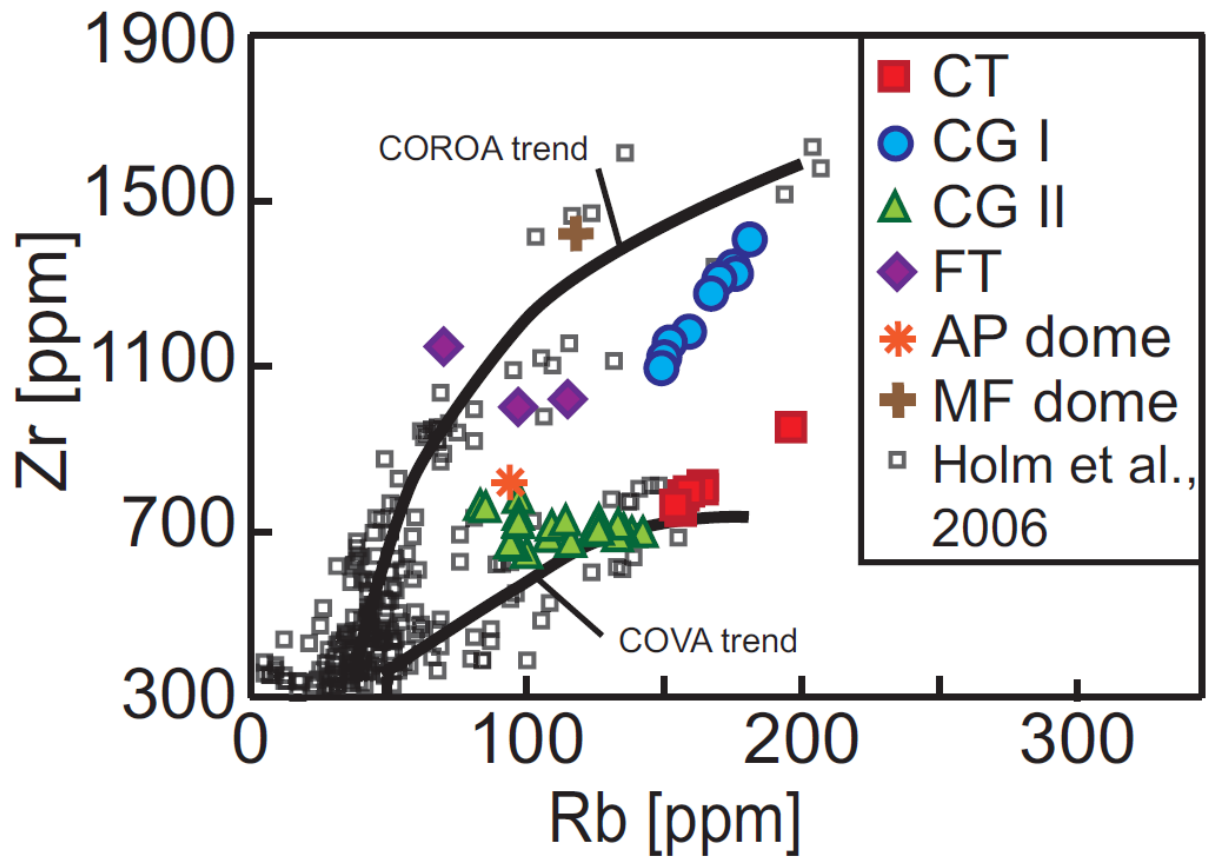 1900
1500
1100
700
300
Zr [ppm]
0
100
200
300
Rb [ppm]
COROA trend
COVA trend
CT
CG I
CG II
FT
AP dome
MF dome
Holm et al.,
2006